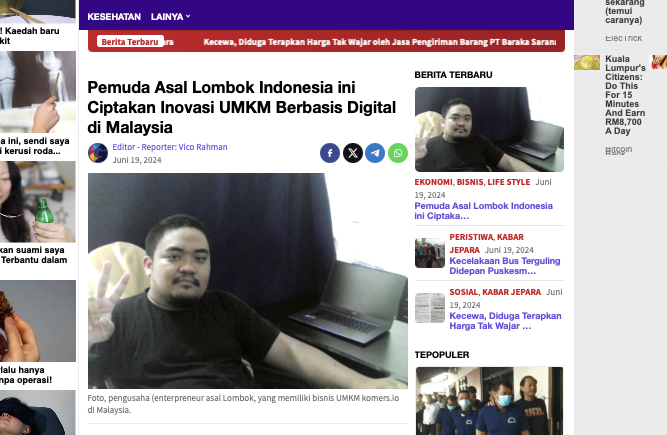 KESEHATAN LAINYA
Berita Terbaru
Kecewa, Diduga Terapkan Harga Tak Wajar oleh Jasa Pengiriman Barang PT Baraka
Pemuda Asal Lombok Indonesia ini
Ciptakan Inovasi UMKM Berbasis Digital
di Malaysia
Editor - Reporter: Vico Rahman
Juni 19, 2024
Foto, pengusaha (enterpreneur asal Lombok, yang memiliki bisnis UMKM komers.io
di Malaysia.
BERITA TERBARU
EKONOMI, BISNIS, LIFE STYLE Juni
19, 2024
Pemuda Asal Lombok Indonesia
ini Ciptaka...
PERISTIWA, KABAR
JEPARA Juni 19, 2024
Kecelakaan Bus Terguling
Didepan Puskesm...
SOSIAL, KABAR JEPARA Juni
19, 2024
Kecewa, Diduga Terapkan
Harga Tak Wajar ...
TEPOPULER
! Kaedah baru
kit
a ini, sendi saya
i kerusi roda...
kan suami saya
Terbantu dalam
lalu hanya
npa operasi!
sekarang
(temui
caranya)
Kuala
Lumpur's
Citizens:
Do This
For 15
Minutes
And Earn
RM8,700
A Day